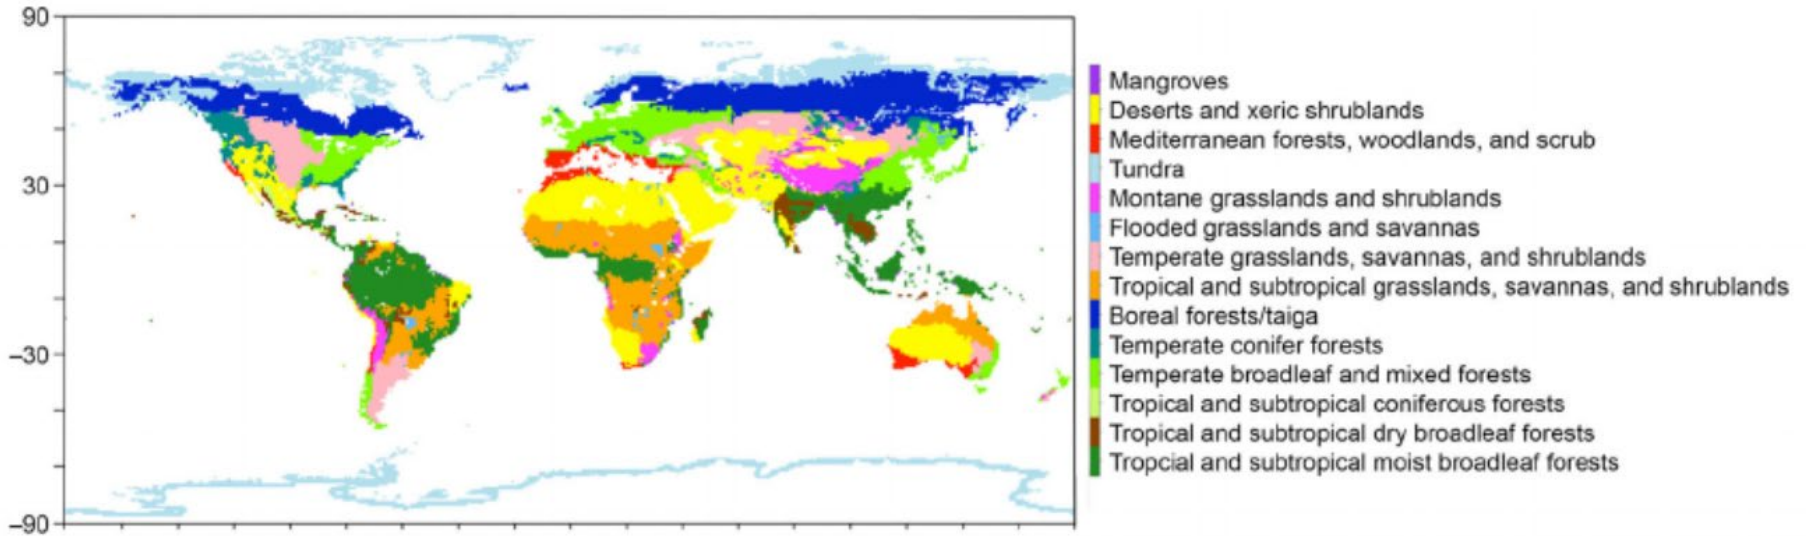 90
30
–30
–90
Mangroves
Deserts and xeric shrublands
Mediterranean forests, woodlands, and scrub
Tundra
Montane grasslands and shrublands
Flooded grasslands and savannas
Temperate grasslands, savannas, and shrublands
Tropical and subtropical grasslands, savannas, and shrublands
Boreal forests/taiga
Temperate conifer forests
Temperate broadleaf and mixed forests
Tropical and subtropical coniferous forests
Tropical and subtropical dry broadleaf forests
Tropcial and subtropical moist broadleaf forests